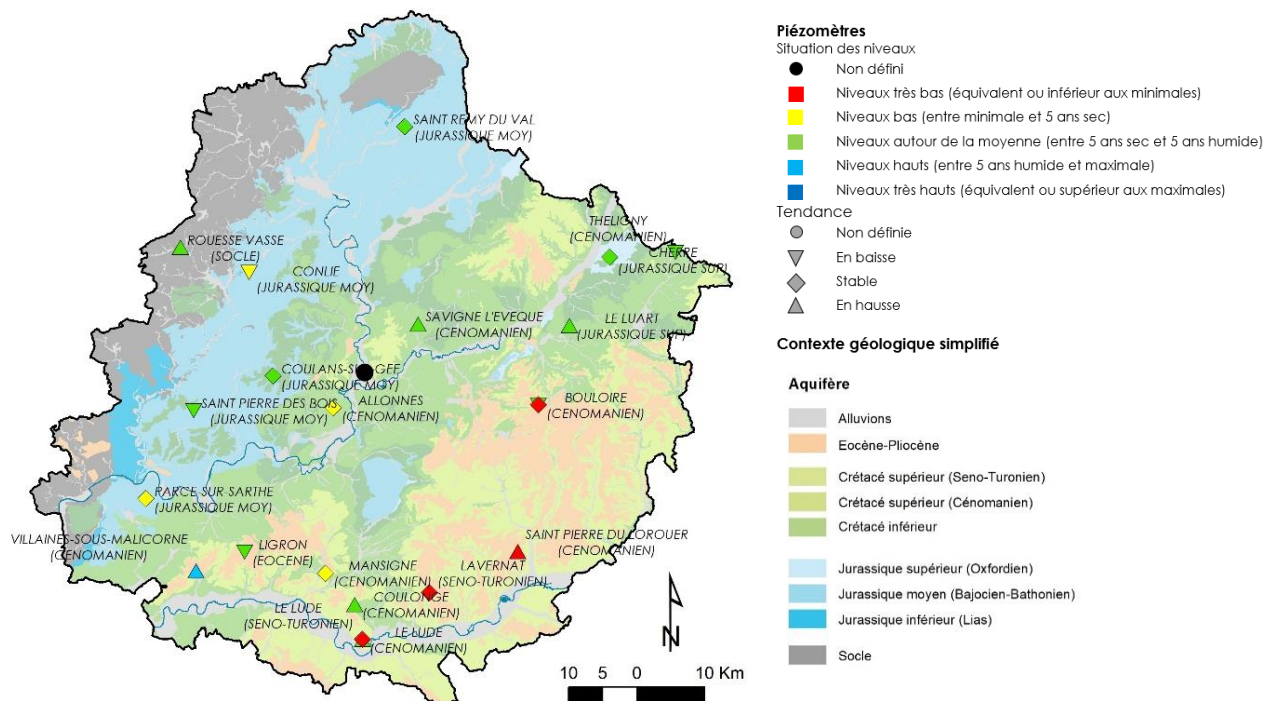 SAINT REMY DU VAL
(JURASSIQUE MOY)
THELIGNY
(CENOMANIEN)
CHERRE
(JURASSIQUE SUP)
ROUESSE VASSE
(SOCLE)
CONLIE
(JURASSIQUE MOY)
SAVIGNE L'EVEQUE
(CENOMANIEN)
LE LUART
(JURASSIQUE SUP)
COULANS-SUR-GEE
(JURASSIQUE MOY)
SAINT PIERRE DES BOIS
(JURASSIQUE MOY)
ALLONNES
(CENOMANIEN)
BOULOIRE
(CENOMANIEN)
PARCE SUR SARTHE
(JURASSIQUE MOY)
VILLAINES-SOUS-MALICORNE
(CENOMANIEN)
LIGRON
(EOCENE)
SAINT PIERRE DU LOROUER
(CENOMANIEN)
MANSIGNE
(CENOMANIEN)
LAVERNAT
(SENO-TURONIEN)
COULONGE
(CENOMANIEN)
LE LUDE
(SENO-TURONIEN)
LE LUDE
(CENOMANIEN)
N
10 5 0 10 Km
Piézomètres
Situation des niveaux
Non défini
Niveaux très bas (équivalent ou inférieur aux minimales)
Niveaux bas (entre minimale et 5 ans sec)
Niveaux autour de la moyenne (entre 5 ans sec et 5 ans humide)
Niveaux hauts (entre 5 ans humide et maximale)
Niveaux très hauts (équivalent ou supérieur aux maximales)
Tendance
Non définie
En baisse
Stable
En hausse
Contexte géologique simplifié
Aquifère
Alluvions
Eocène-Pliocène
Crétacé supérieur (Seno-Turonien)
Crétacé supérieur (Cénomanien)
Crétacé inférieur
Jurassique supérieur (Oxfordien)
Jurassique moyen (Bajocien-Bathonien)
Jurassique inférieur (Lias)
Socle